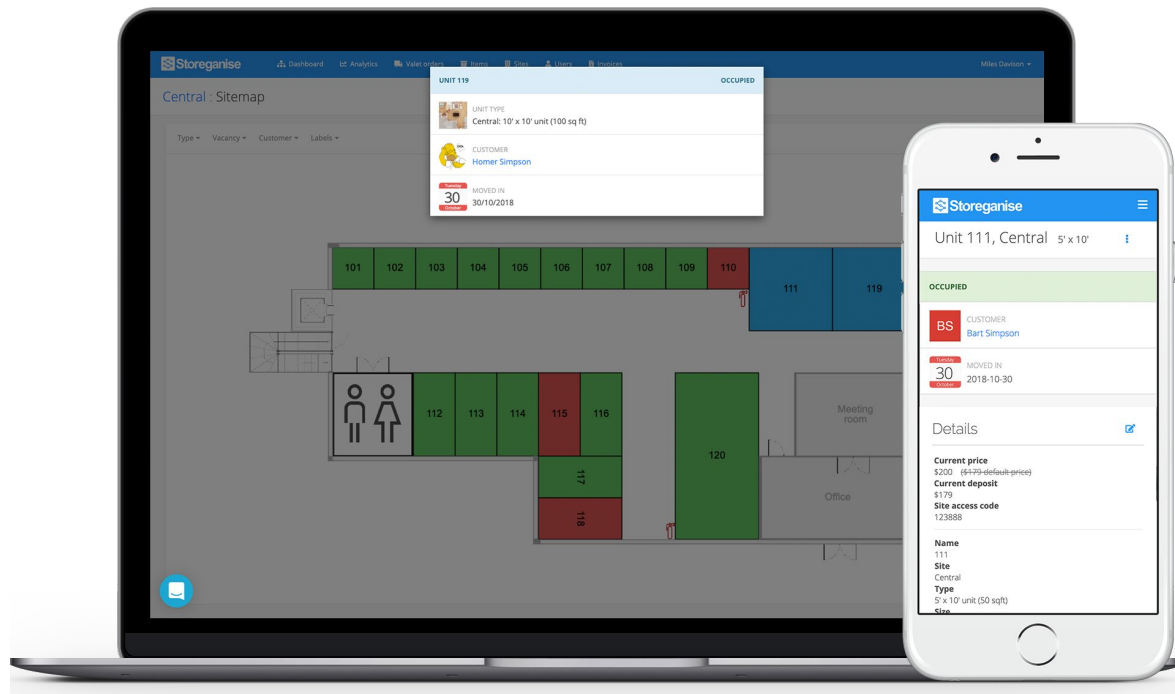 Storeganise
Dashboard Analytics Valet orders Items Sites Users Invoices Miles Davison
Central : Sitemap
Type Vacancy Customer Labels
UNIT 119 OCCUPIED
UNIT TYPE
Central: 10' x 10' unit (100 sq ft)
CUSTOMER
Homer Simpson
Tuesday
30
October
MOVED IN
30/10/2018
101 102 103 104 105 106 107 108 109 110
111 119
112 113 114 115 116
117
118
120
Meeting
room
Office
Storeganise
Unit 111, Central 5' x 10'
OCCUPIED
BS
CUSTOMER
Bart Simpson
Tuesday
30
October
MOVED IN
2018-10-30
Details
Current price
$200 ($179 default price)
Current deposit
$179
Site access code
123888
Name
111
Site
Central
Type
5' x 10' unit (50 sqft)
Size